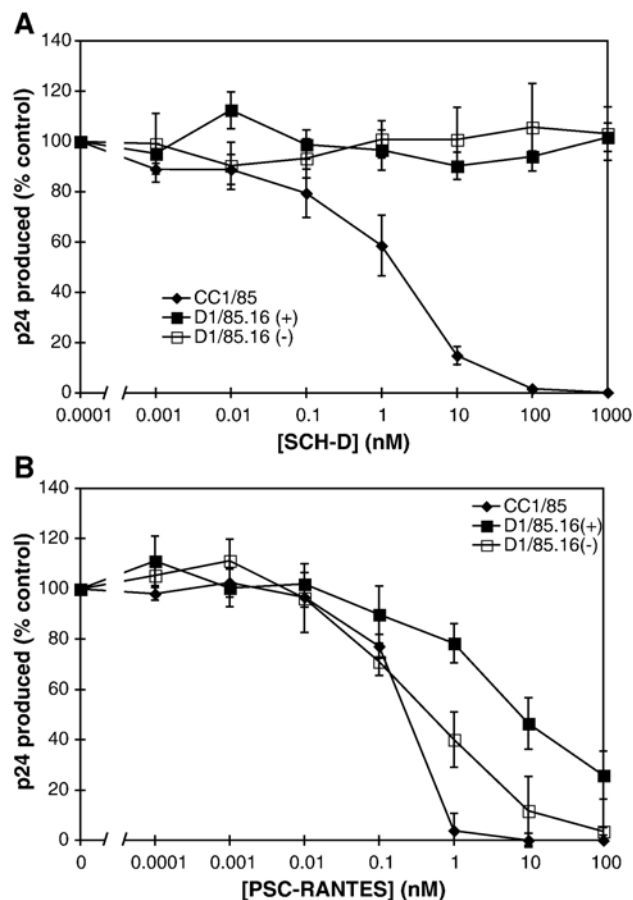 A
140
120
100
80
60
40
20
0
p24 produced (% control)
CC1/85
D1/85.16 (+)
D1/85.16 (-)
0.0001 0.001 0.01 0.1 1 10 100 1000
[SCH-D] (nM)
B
140
120
100
80
60
40
20
0
p24 produced (% control)
CC1/85
D1/85.16(+)
D1/85.16(-)
0 0.0001 0.001 0.01 0.1 1 10 100
[PSC-RANTES] (nM)